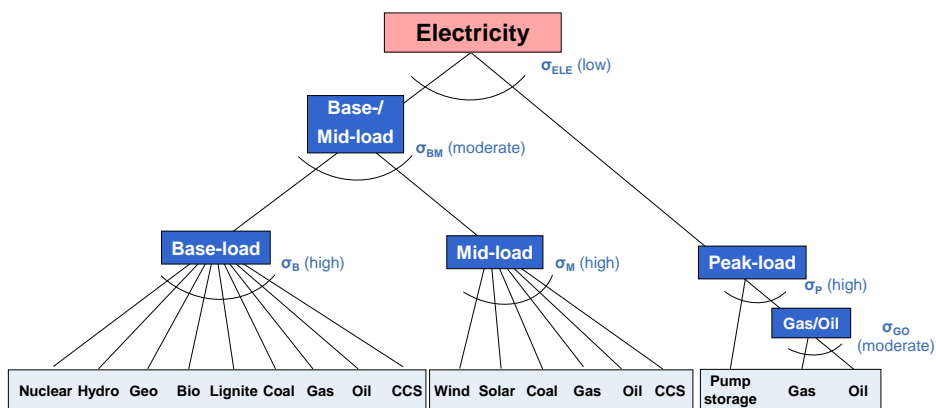 Electricity
σELE (low)
Base-/
Mid-load
σBM (moderate)
Base-load
σB (high)
Mid-load
σM (high)
Peak-load
σP (high)
Gas/Oil
σGO
(moderate)
Nuclear Hydro Geo Bio Lignite Coal Gas Oil CCS
Wind Solar Coal Gas Oil CCS
Pump
storage Gas Oil